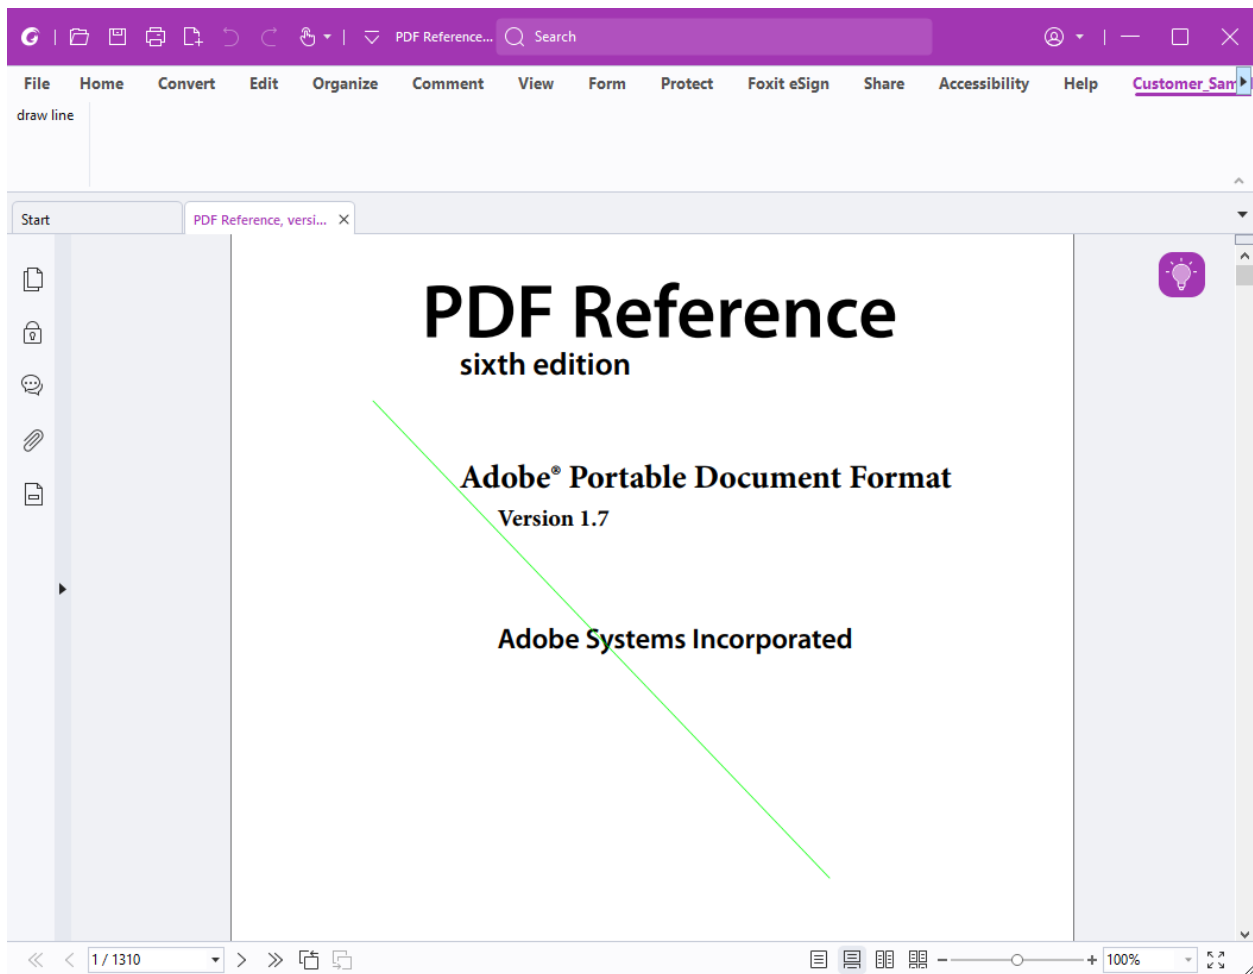 PDF Reference... Search
File Home Convert Edit Organize Comment View Form Protect Foxit eSign Share Accessibility Help Customer_Sam
draw line
Start PDF Reference, versi...
PDF Reference
sixth edition
Adobe® Portable Document Format
Version 1.7
Adobe Systems Incorporated
1 / 1310 100%